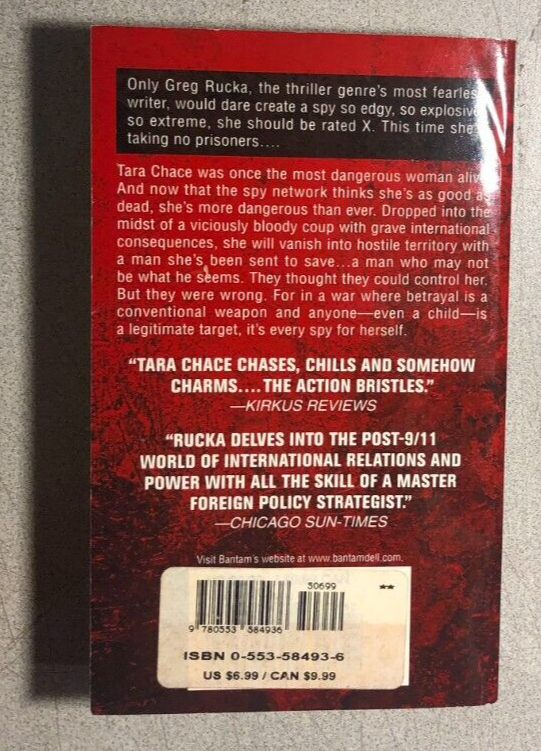 Only Greg Rucka, the thriller genre's most fearles
writer, would dare create a spy so edgy, so explosive
so extreme, she should be rated X. This time she
taking no prisoners....
Tara Chace was once the most dangerous woman aliv
And now that the spy network thinks she's as good as
dead, she's more dangerous than ever. Dropped into the
midst of a viciously bloody coup with grave international
consequences, she will vanish into hostile territory with
a man she's been sent to save...a man who may not
be what he seems. They thought they could control her.
But they were wrong. For in a war where betrayal is a
conventional weapon and anyone—even a child—is
a legitimate target, it's every spy for herself.
"TARA CHACE CHASES, CHILLS AND SOMEHOW
CHARMS.... THE ACTION BRISTLES."
—KIRKUS REVIEWS
"RUCKA DELVES INTO THE POST-9/11
WORLD OF INTERNATIONAL RELATIONS AND
POWER WITH ALL THE SKILL OF A MASTER
FOREIGN POLICY STRATEGIST."
—CHICAGO SUN-TIMES
Visit Bantam's website at www.bantamdell.com.
50699
**
9 780553 584936
ISBN 0-553-58493-6
US $6.99 / CAN $9.99